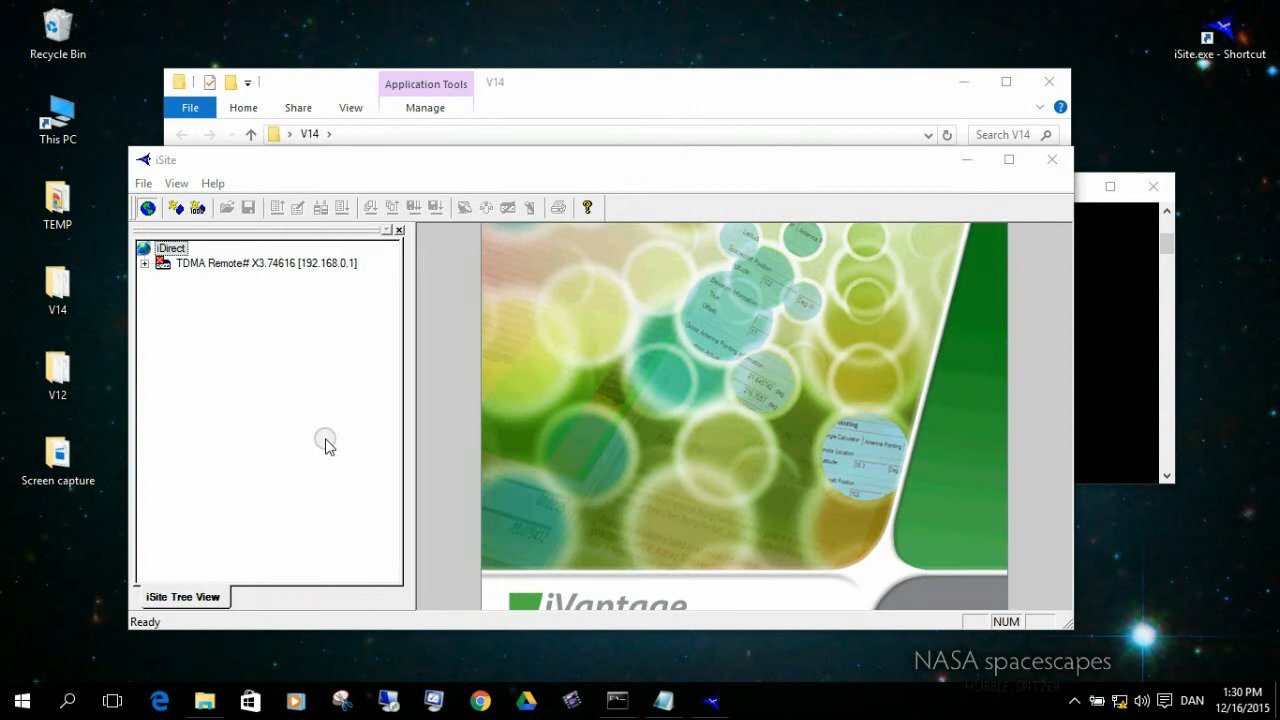 Recycle Bin
This PC
TEMP
V14
V12
Screen capture
iSite.exe - Shortcut
Application Tools
V14
File
Home
Share
View
Manage
V14
Search V14
iSite
File
View
Help
iDirect
TDMA Remote# X3.74616 [192.168.0.1]
iSite Tree View
iVantage
Ready
NUM
NASA spacescapes
HUBBLE, SPITZER
DAN
1:30 PM
12/16/2015